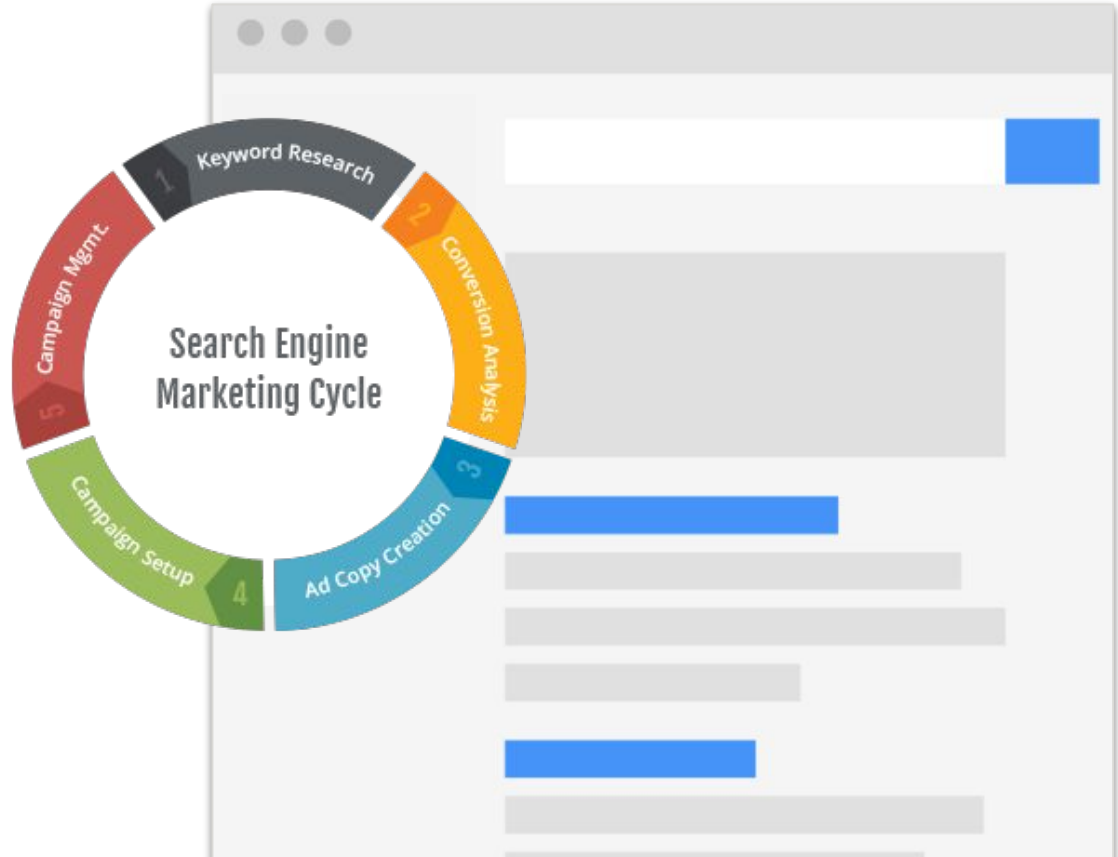 Search Engine
Marketing Cycle
1 Keyword Research
2 Conversion Analysis
3 Ad Copy Creation
4 Campaign Setup
5 Campaign Mgmt.